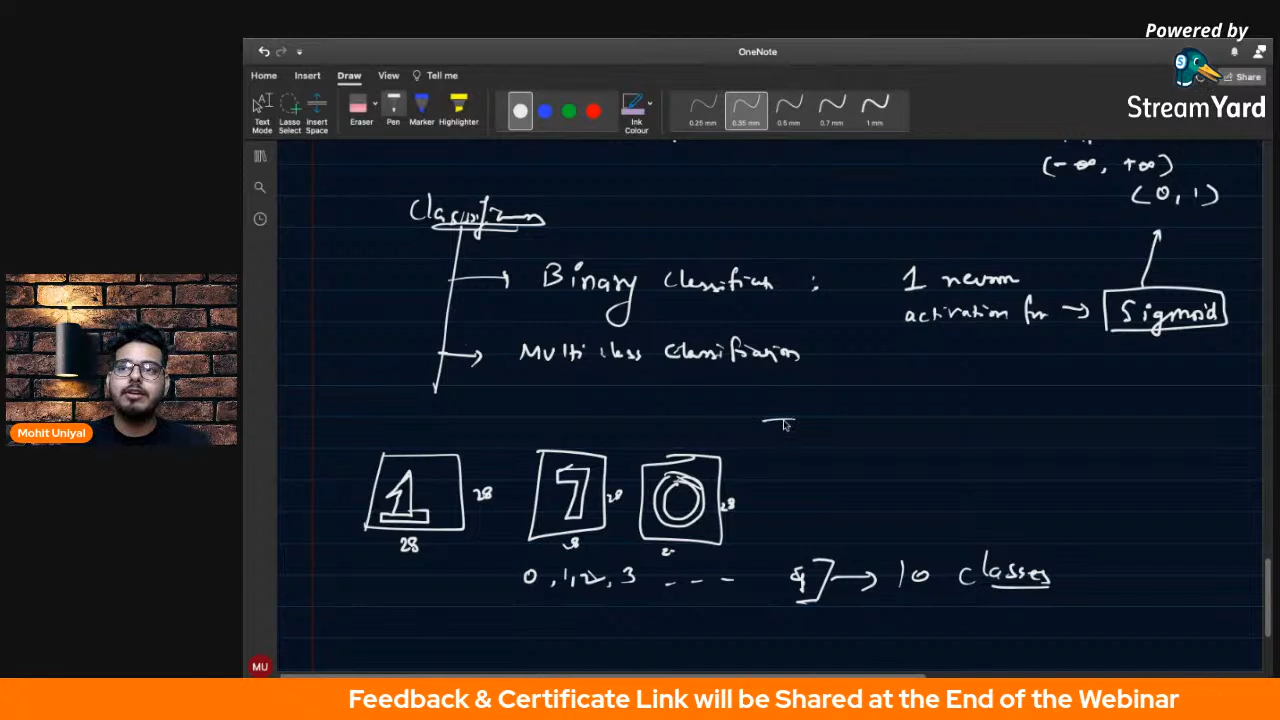 Powered by
StreamYard
OneNote
Home Insert Draw View Tell me
Share
Text Mode
Lasso Select
Insert Space
Eraser
Pen
Marker
Highlighter
Ink Colour
0.25 mm
0.35 mm
0.5 mm
0.7 mm
1 mm
(-∞, +∞)
(0, 1)
Binary : 1 neuron
activation fn → Sigmoid
Multi class
1 28
28
7
0 28
0, 1, 2, 3 - - - 9] → 10 classes
Mohit Uniyal
MU
Feedback & Certificate Link will be Shared at the End of the Webinar